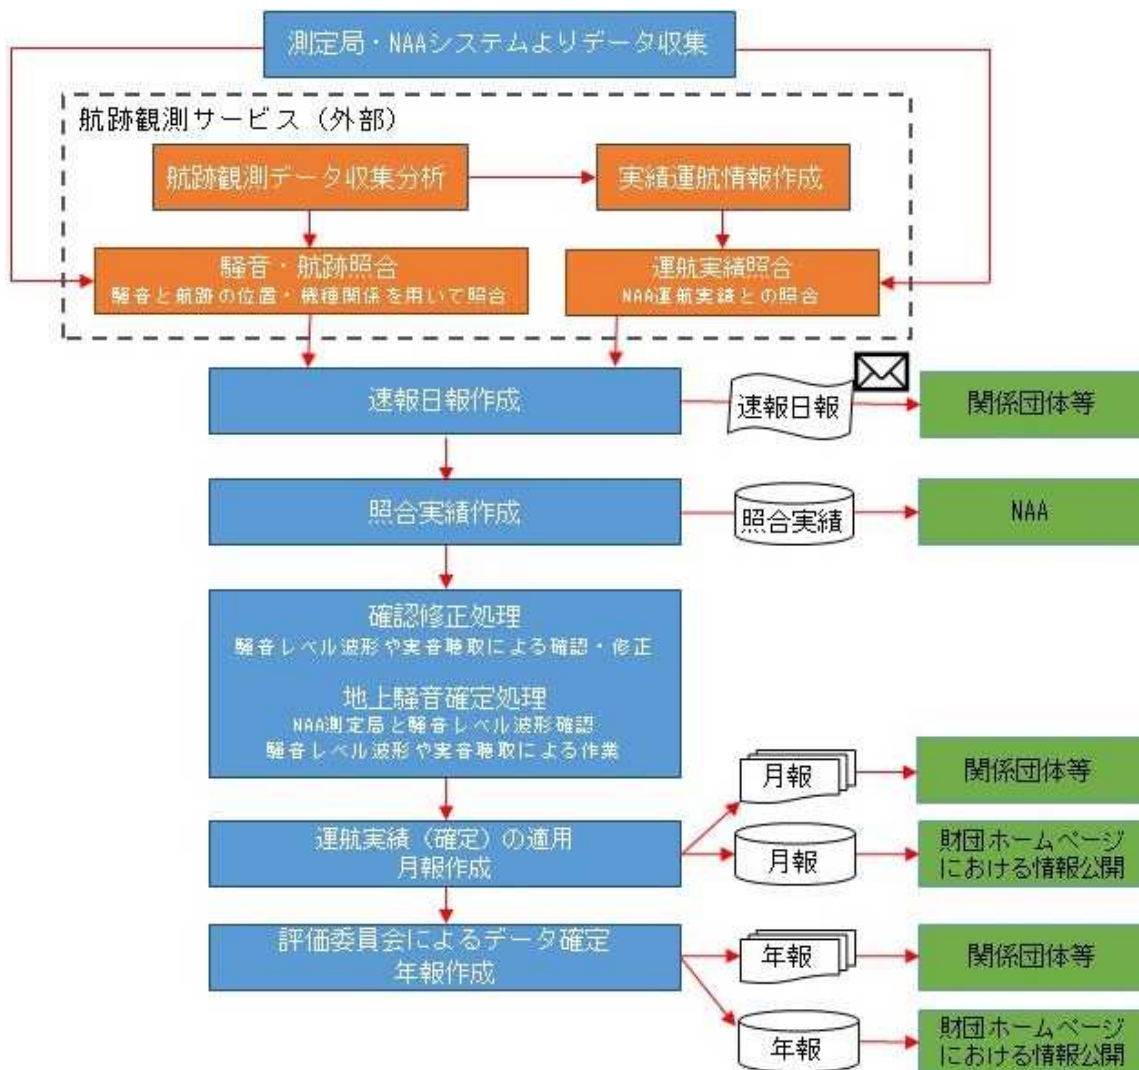 測定局・NAAシステムよりデータ収集
航跡観測サービス（外部）
航跡観測データ収集分析
実績運航情報作成
騒音・航跡照合
騒音と航跡の位置・機種関係を用いて照合
運航実績照合
NAA運航実績との照合
速報日報作成
速報日報
関係団体等
照合実績作成
照合実績
NAA
確認修正処理
騒音レベル波形や実音聴取による確認・修正
地上騒音確定処理
NAA測定局と騒音レベル波形確認
騒音レベル波形や実音聴取による作業
月報
関係団体等
運航実績（確定）の適用
月報作成
月報
財団ホームページ
における情報公開
評価委員会によるデータ確定
年報作成
年報
関係団体等
年報
財団ホームページ
における情報公開